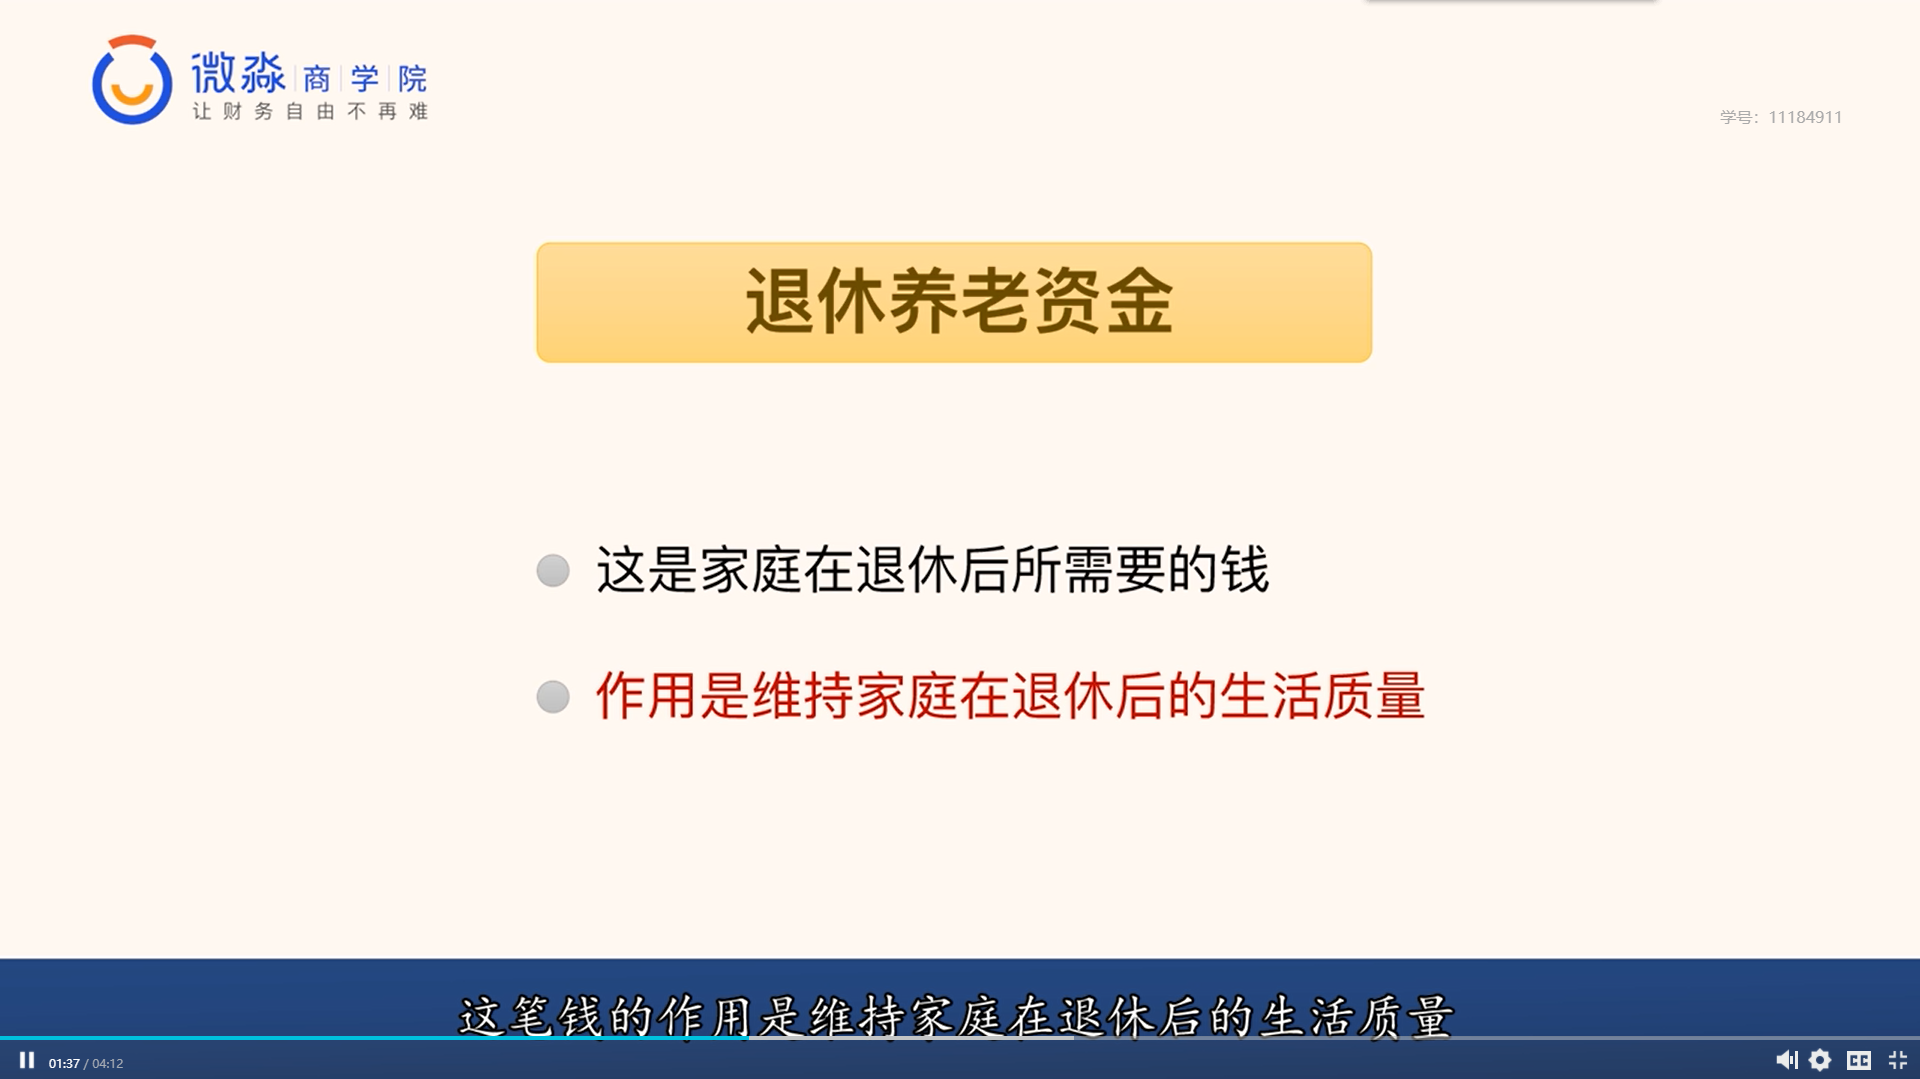 微淼商学院
让财务自由不再难
学号：11184911
退休养老资金
这是家庭在退休后所需要的钱
作用是维持家庭在退休后的生活质量
这笔钱的作用是维持家庭在退休后的生活质量
01:37 / 04:12
CC